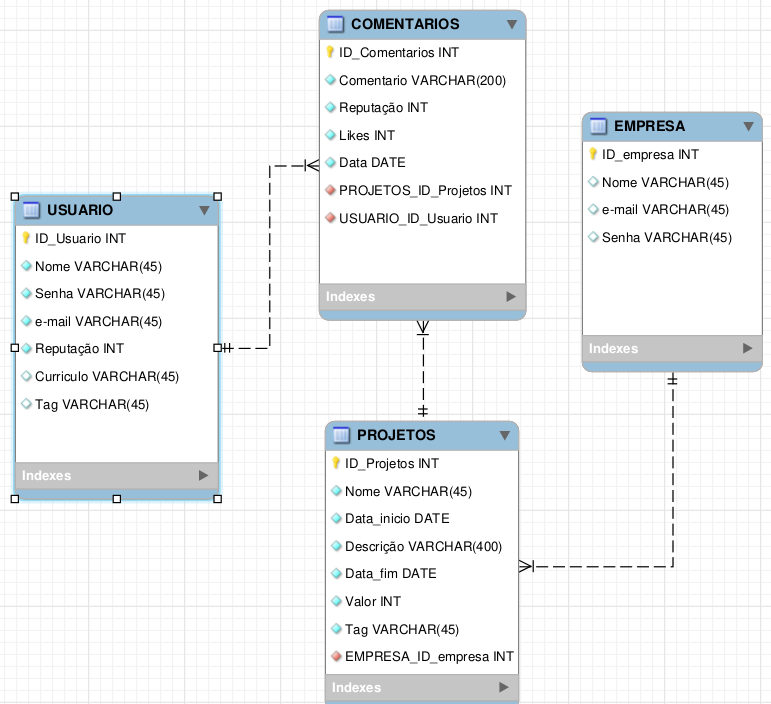 COMENTARIOS
ID_Comentarios INT
Comentario VARCHAR(200)
Reputação INT
Likes INT
Data DATE
PROJETOS_ID_Projetos INT
USUARIO_ID_Usuario INT
Indexes
EMPRESA
ID_empresa INT
Nome VARCHAR(45)
e-mail VARCHAR(45)
Senha VARCHAR(45)
Indexes
USUARIO
ID_Usuario INT
Nome VARCHAR(45)
Senha VARCHAR(45)
e-mail VARCHAR(45)
Reputação INT
Curriculo VARCHAR(45)
Tag VARCHAR(45)
Indexes
PROJETOS
ID_Projetos INT
Nome VARCHAR(45)
Data_inicio DATE
Descrição VARCHAR(400)
Data_fim DATE
Valor INT
Tag VARCHAR(45)
EMPRESA_ID_empresa INT
Indexes